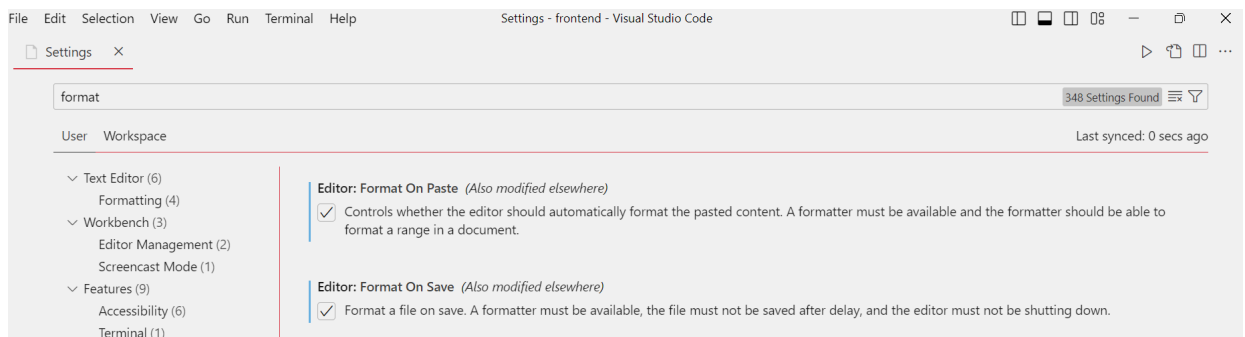 File Edit Selection View Go Run Terminal Help Settings - frontend - Visual Studio Code
Settings
format 348 Settings Found
User Workspace Last synced: 0 secs ago
Text Editor (6)
Formatting (4)
Workbench (3)
Editor Management (2)
Screencast Mode (1)
Features (9)
Accessibility (6)
Terminal (1)
Editor: Format On Paste (Also modified elsewhere)
Controls whether the editor should automatically format the pasted content. A formatter must be available and the formatter should be able to
format a range in a document.
Editor: Format On Save (Also modified elsewhere)
Format a file on save. A formatter must be available, the file must not be saved after delay, and the editor must not be shutting down.